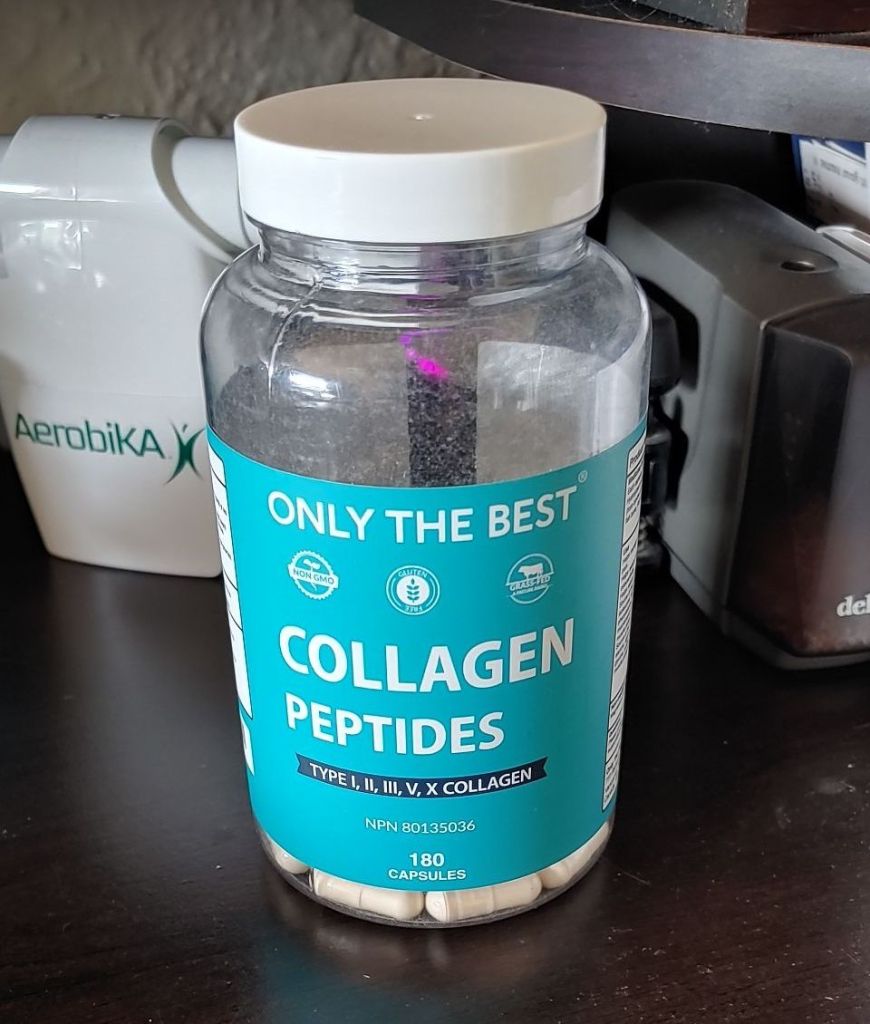 AerobiKA
ONLY THE BEST®
NON GMO
GLUTEN
FREE
GRASS-FED
COLLAGEN
PEPTIDES
TYPE I, II, III, V, X COLLAGEN
NPN 80135036
180
CAPSULES